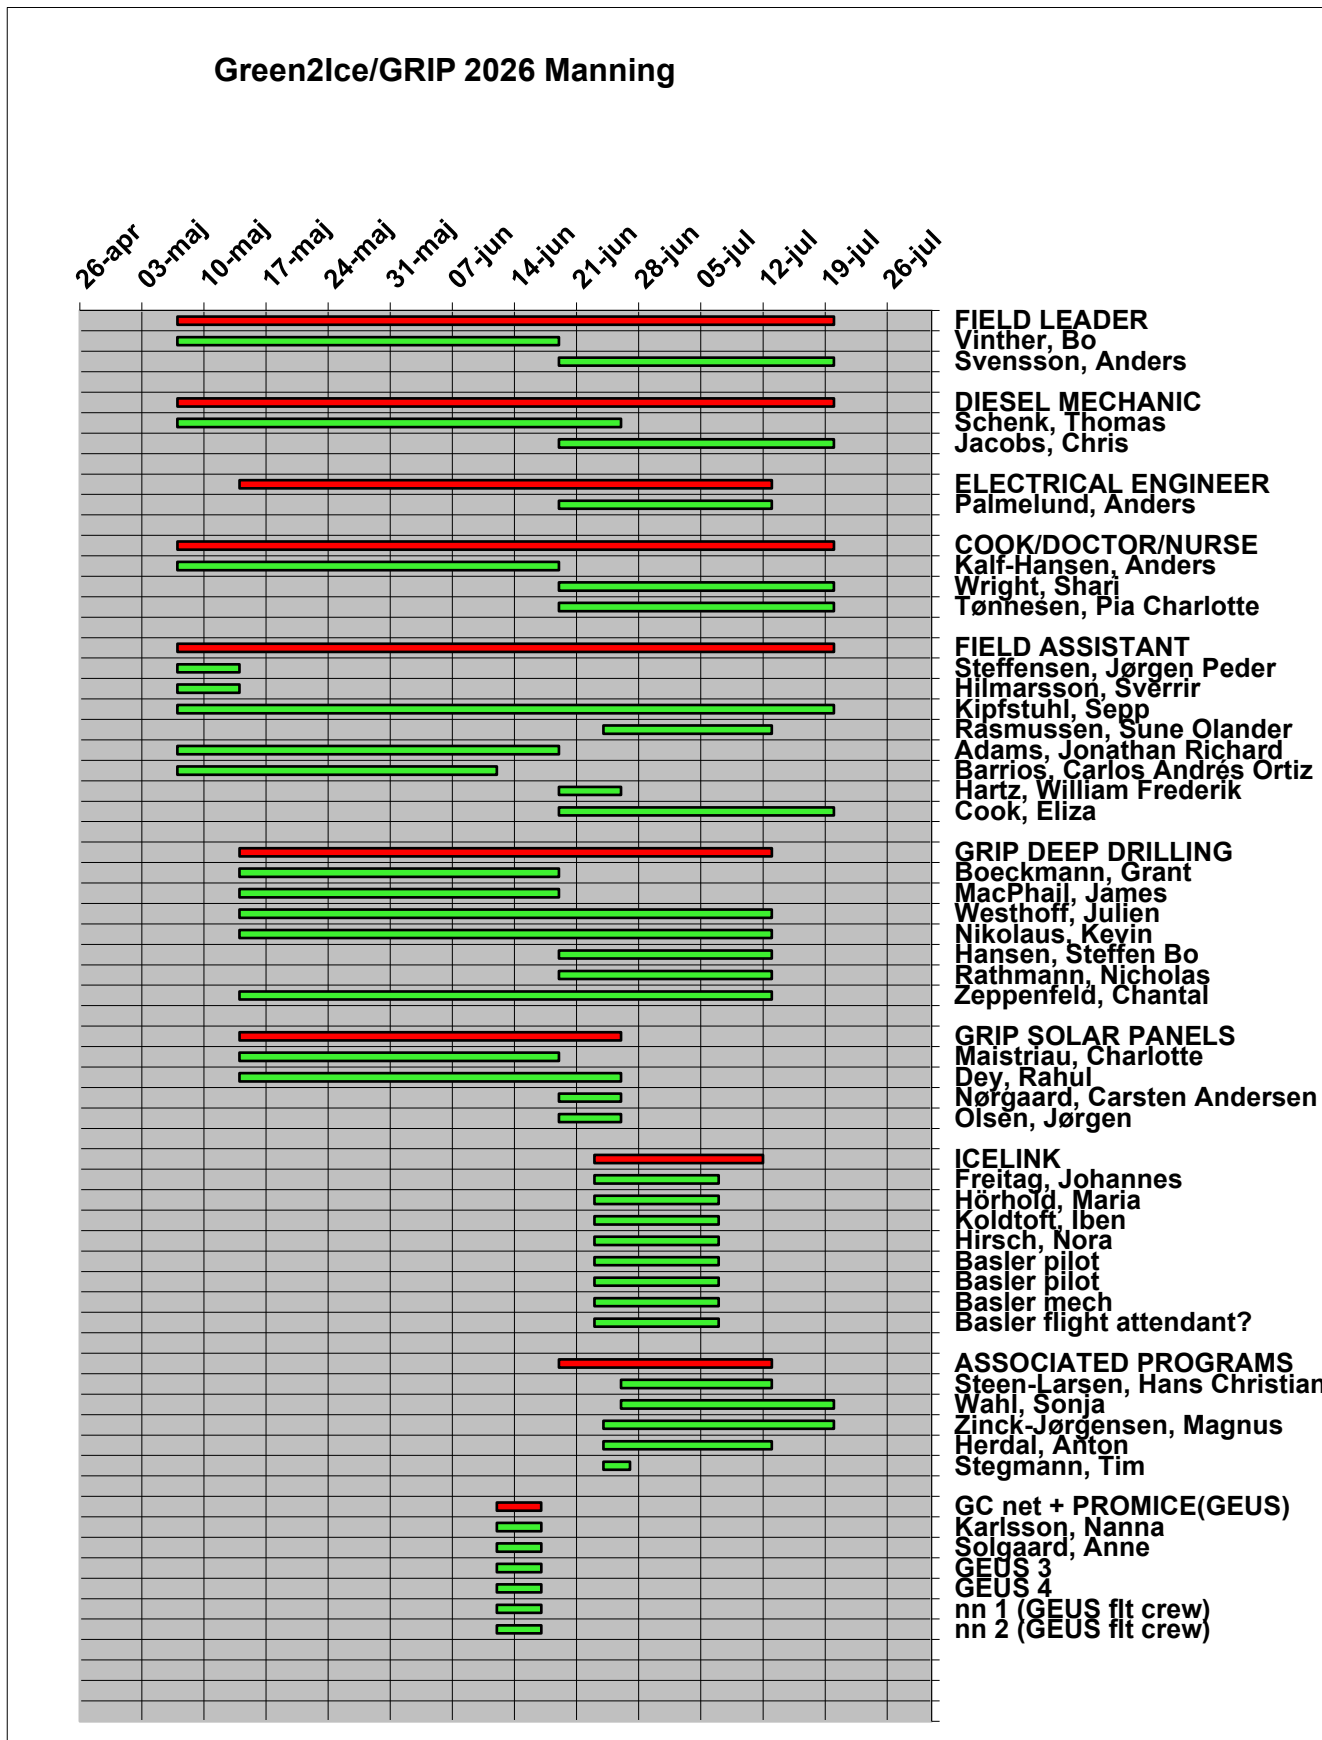 Green2Ice/GRIP 2026 Manning
26-apr
03-maj
10-maj
17-maj
24-maj
31-maj
07-jun
14-jun
21-jun
28-jun
05-jul
12-jul
19-jul
26-jul
FIELD LEADER
Vinther, Bo
Svensson, Anders
DIESEL MECHANIC
Schenk, Thomas
Jacobs, Chris
ELECTRICAL ENGINEER
Palmelund, Anders
COOK/DOCTOR/NURSE
Kalf-Hansen, Anders
Wright, Shari
Tønnesen, Pia Charlotte
FIELD ASSISTANT
Steffensen, Jørgen Peder
Hilmarsson, Sverrir
Kipfstuhl, Sepp
Rasmussen, Sune Olander
Adams, Jonathan Richard
Barrios, Carlos Andrés Ortiz
Hartz, William Frederik
Cook, Eliza
GRIP DEEP DRILLING
Boeckmann, Grant
MacPhail, James
Westhoff, Julien
Nikolaus, Kevin
Hansen, Steffen Bo
Rathmann, Nicholas
Zeppenfeld, Chantal
GRIP SOLAR PANELS
Maistriau, Charlotte
Dey, Rahul
Nørgaard, Carsten Andersen
Olsen, Jørgen
ICELINK
Freitag, Johannes
Hörhold, Maria
Koldtoft, Iben
Hirsch, Nora
Basler pilot
Basler pilot
Basler mech
Basler flight attendant?
ASSOCIATED PROGRAMS
Steen-Larsen, Hans Christian
Wahl, Sonja
Zinck-Jørgensen, Magnus
Herdal, Anton
Stegmann, Tim
GC net + PROMICE(GEUS)
Karlsson, Nanna
Solgaard, Anne
GEUS 3
GEUS 4
nn 1 (GEUS flt crew)
nn 2 (GEUS flt crew)